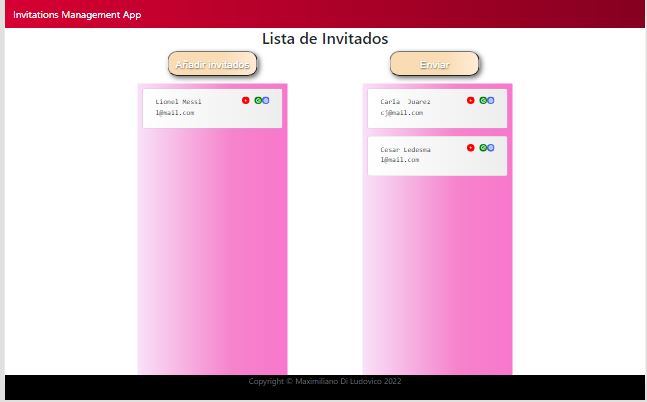 Invitations Management App
Lista de Invitados
Añadir invitados
Enviar
Lionel Messi
l@mail.com
Carla  Juarez
cj@mail.com
Cesar Ledesma
l@mail.com
Copyright © Maximiliano Di Ludovico 2022